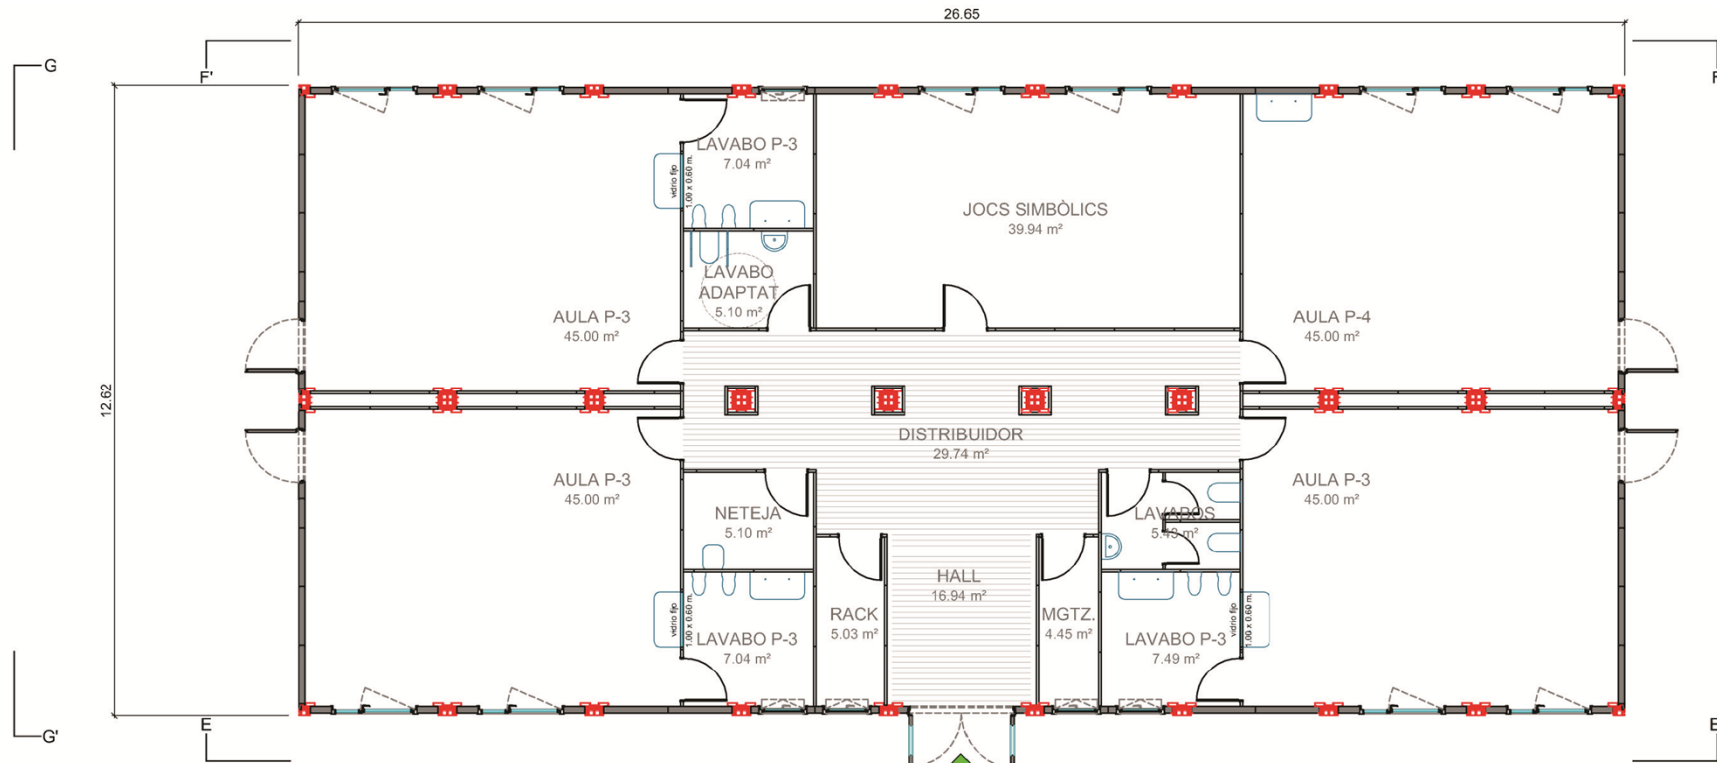 26.65
G
F'
F
12.62
LAVABO P-3
7.04 m²
vidrio fijo
1.00 x 0.60 m.
JOCS SIMBÒLICS
39.94 m²
LAVABO
ADAPTAT
5.10 m²
AULA P-3
45.00 m²
AULA P-4
45.00 m²
DISTRIBUIDOR
29.74 m²
AULA P-3
45.00 m²
AULA P-3
45.00 m²
NETEJA
5.10 m²
LAVABOS
5.43 m²
HALL
16.94 m²
RACK
5.03 m²
MGTZ.
4.45 m²
vidrio fijo
1.00 x 0.60 m.
LAVABO P-3
7.04 m²
LAVABO P-3
7.49 m²
vidrio fijo
1.00 x 0.60 m.
G'
E
E